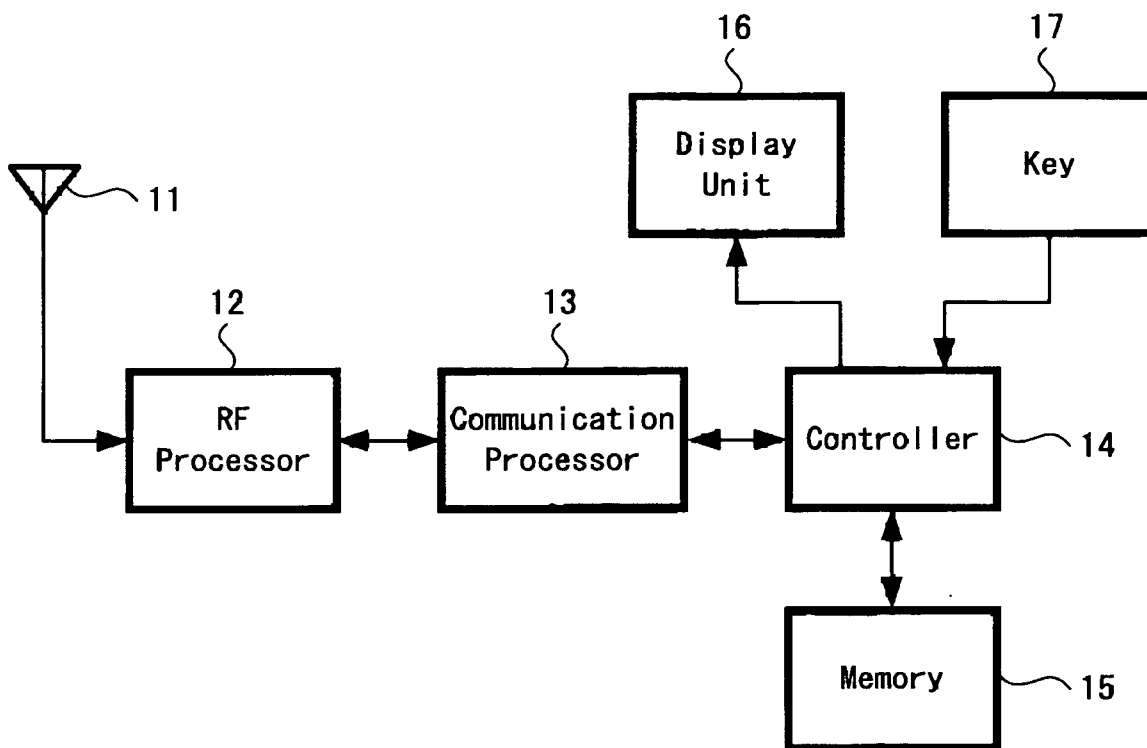 16
17
Display
Unit
Key
11
12
13
RF
Processor
Communication
Processor
Controller
14
Memory
15